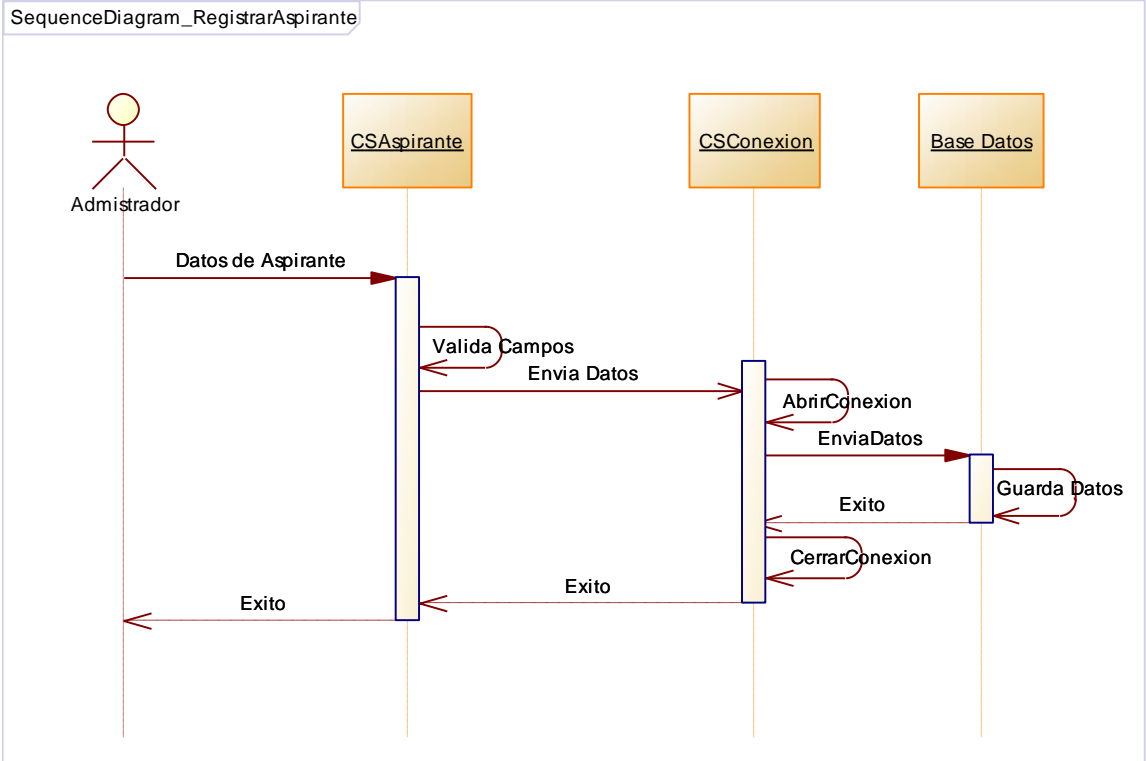 SequenceDiagram_RegistrarAspirante
CSAspirante
CSConexion
Base Datos
Admistrador
Datos de Aspirante
Valida Campos
Envia Datos
AbrirConexion
EnviaDatos
Guarda Datos
Exito
CerrarConexion
Exito
Exito